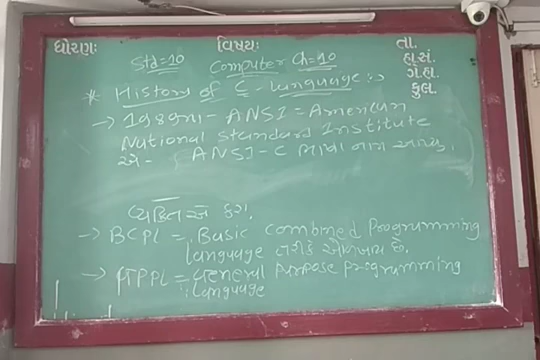 ધોરણઃ વિષયઃ તા.
હા.સં.
ગે.હા.
કુલ.
Std=10 Computer Ch=10
* History of C-language :-
→ 1989માં - ANSI = American
National Standard Institute
એ - ANSI-C ભાષા નામ આપ્યું.
→ BCPL = Basic Combined Programming
language તરીકે ઓળખાય છે.
→ = General Purpose Programming
language